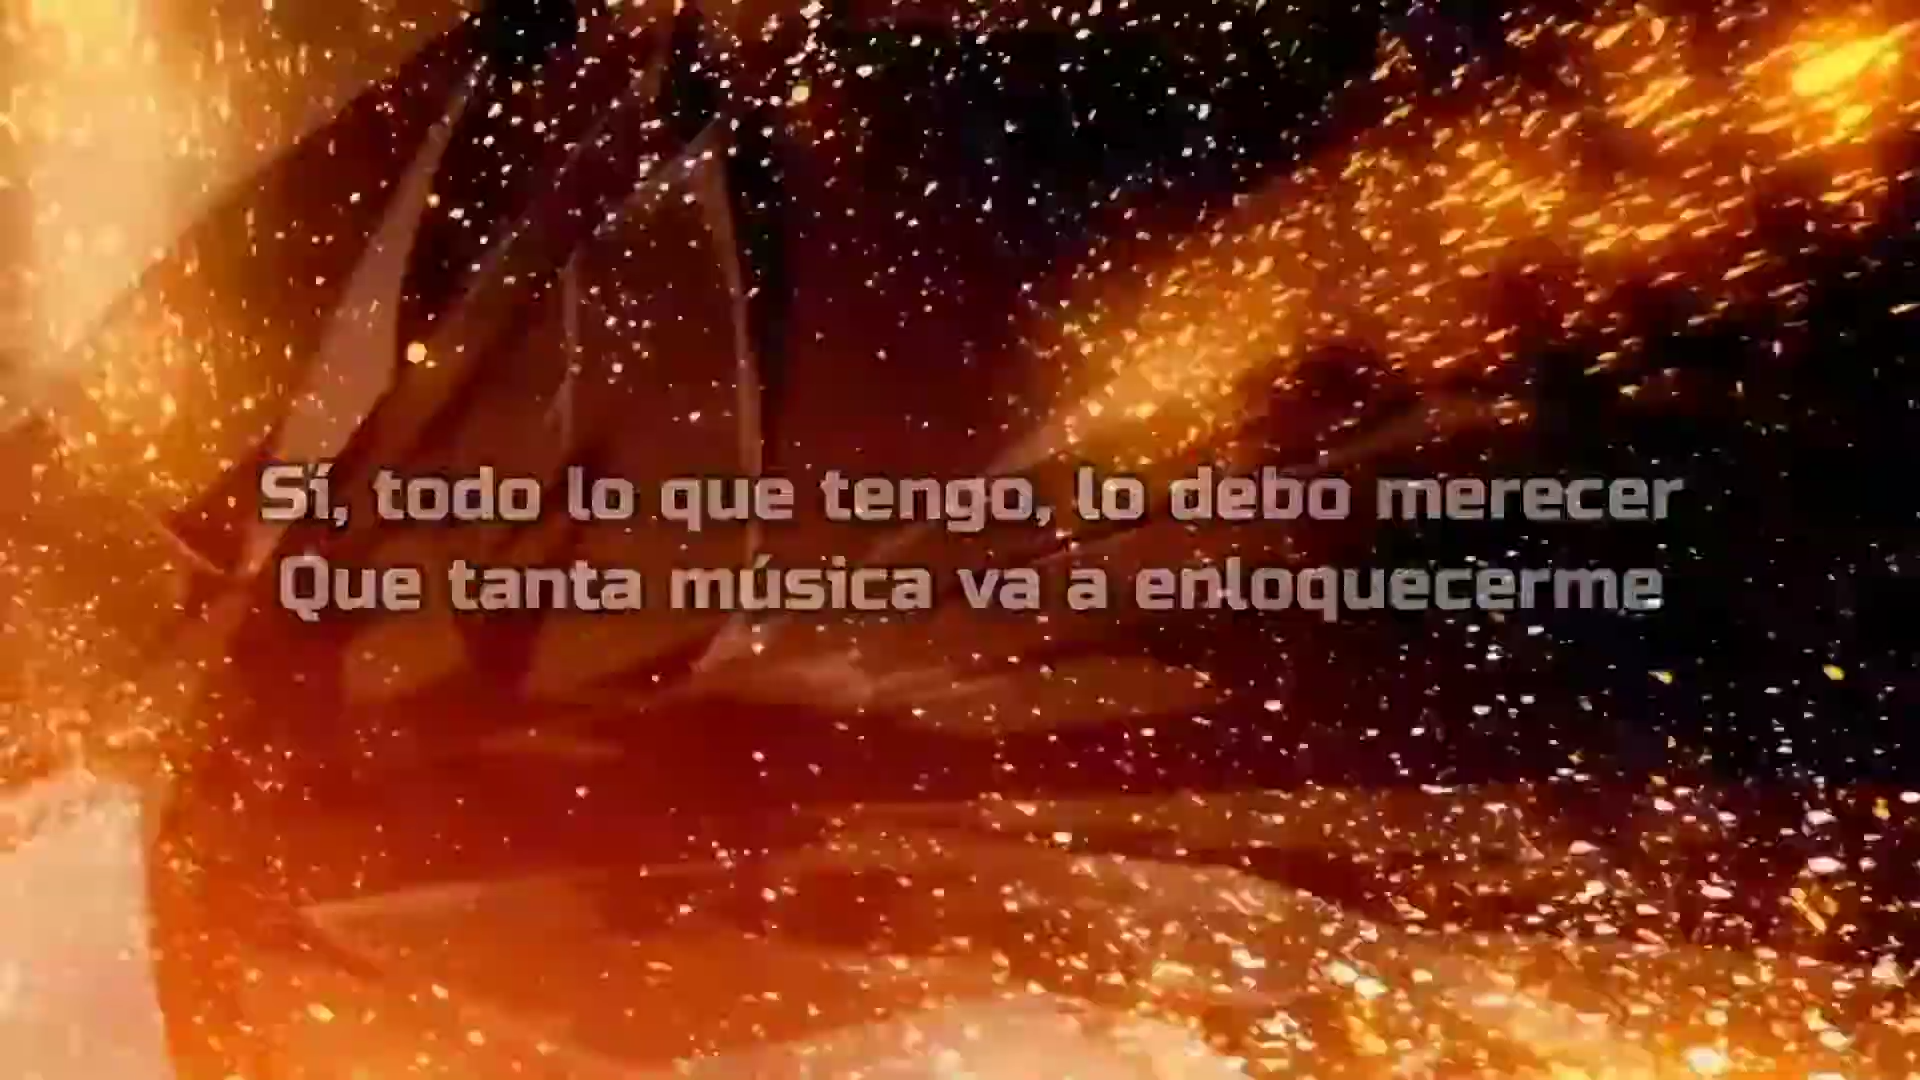 Sí, todo lo que tengo, lo debo merecer
Que tanta música va a enloquecerme